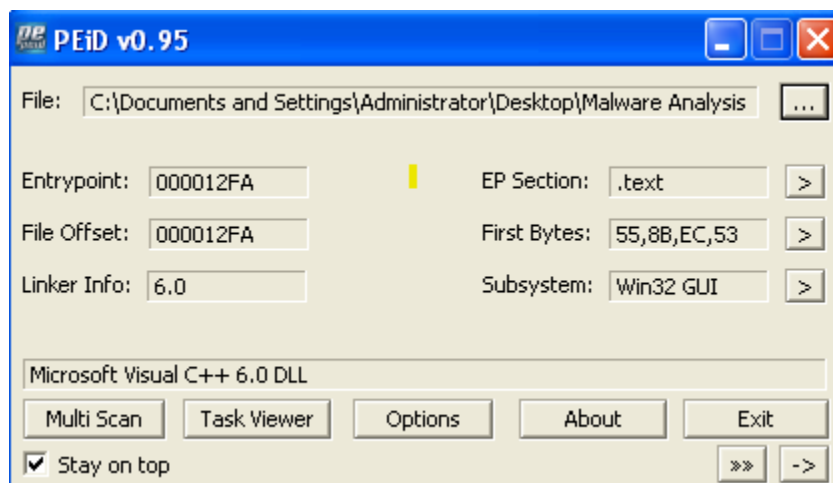 PEiD v0.95
File: C:\Documents and Settings\Administrator\Desktop\Malware Analysis ...
Entrypoint: 000012FA EP Section: .text >
File Offset: 000012FA First Bytes: 55,8B,EC,53 >
Linker Info: 6.0 Subsystem: Win32 GUI >
Microsoft Visual C++ 6.0 DLL
Multi Scan Task Viewer Options About Exit
Stay on top »» ->